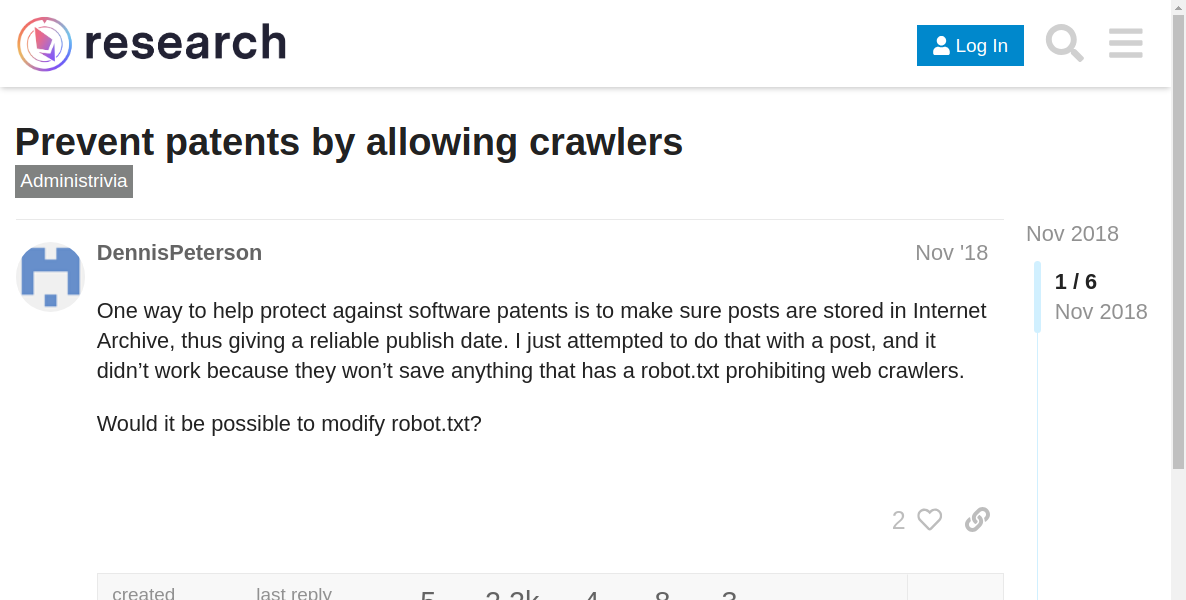 research
Log In
Prevent patents by allowing crawlers
Administrivia
DennisPeterson
Nov '18
One way to help protect against software patents is to make sure posts are stored in Internet
Archive, thus giving a reliable publish date. I just attempted to do that with a post, and it
didn’t work because they won’t save anything that has a robot.txt prohibiting web crawlers.
Would it be possible to modify robot.txt?
2
Nov 2018
1 / 6
Nov 2018
created
last reply